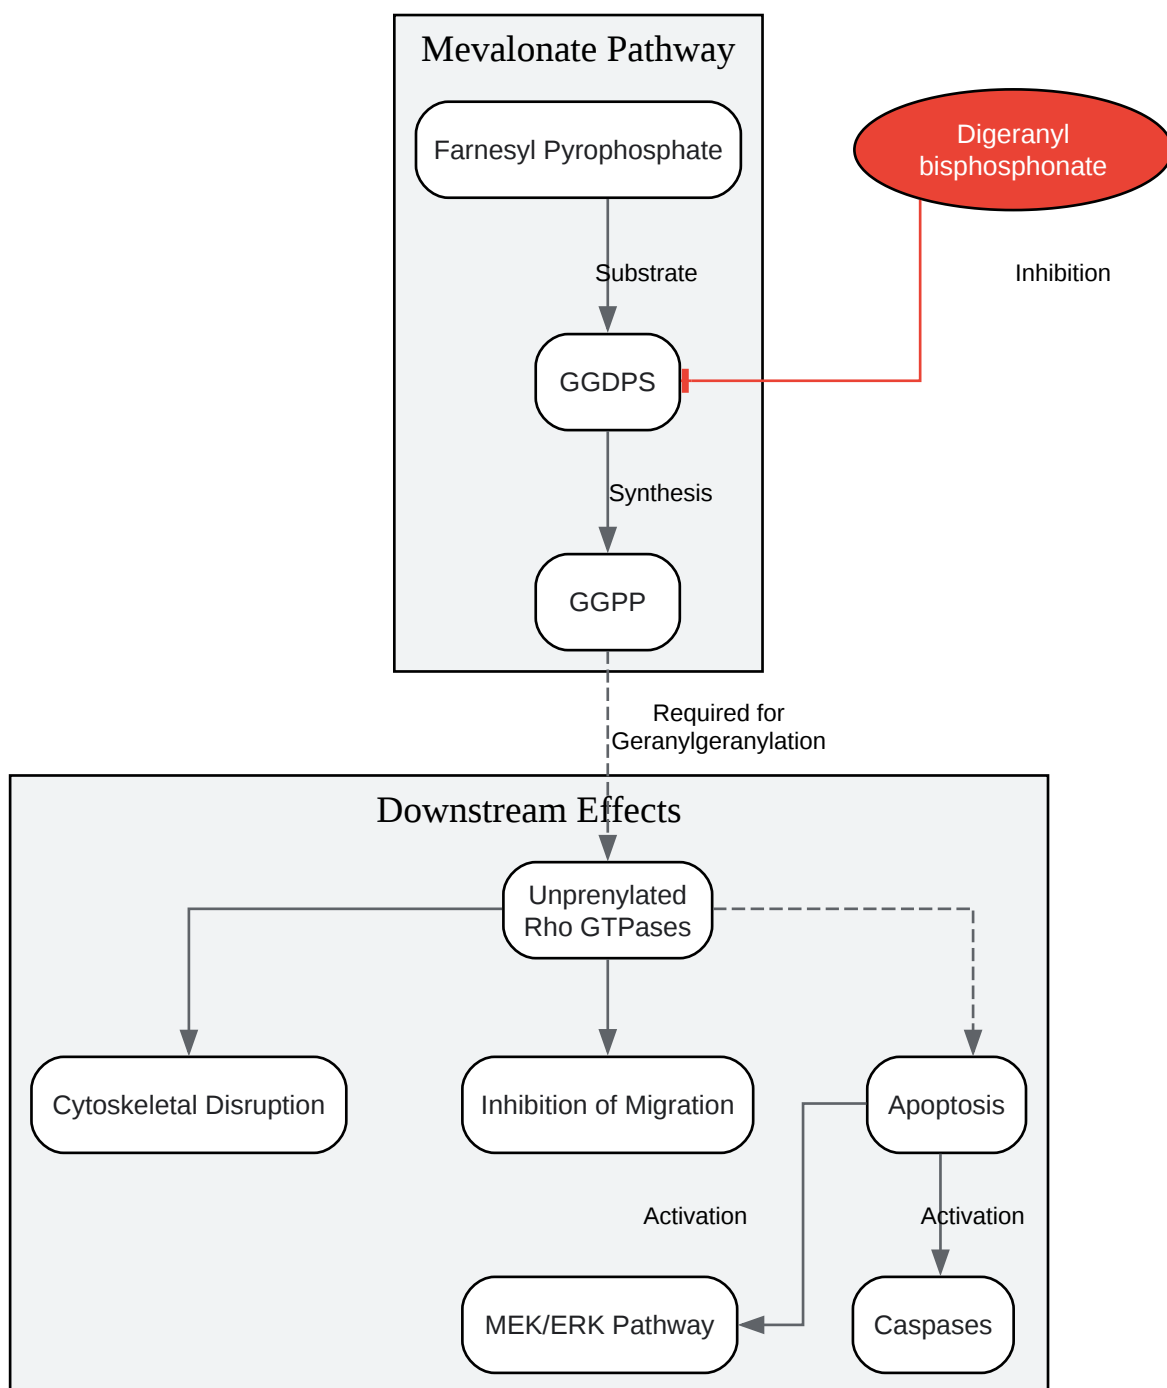 Mevalonate Pathway
Farnesyl Pyrophosphate
Digeranyl
bisphosphonate
Substrate
Inhibition
GGDPS
Synthesis
GGPP
Required for
Geranylgeranylation
Downstream Effects
Unprenylated
Rho GTPases
Cytoskeletal Disruption
Inhibition of Migration
Apoptosis
Activation
Activation
MEK/ERK Pathway
Caspases